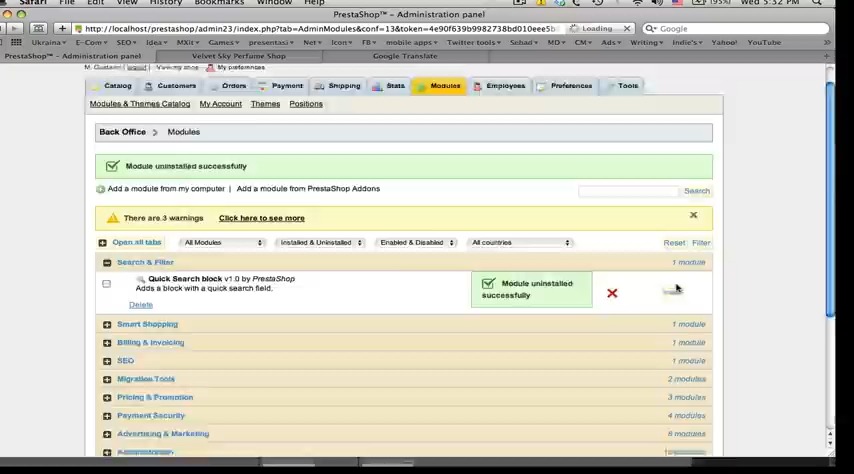 Safari File Edit View History Bookmarks Window Help (95%) Wed 5:32 PM
PrestaShop™ - Administration panel
http://prestashop/admin23/index.php?tab=AdminModules&conf=13&token=4e90f639b9982738bd010eee5b Loading Google
Ukraina E-Com SEO Idea MXit Games presentasi Net Icon FB mobile apps Twitter tools Sehad MD CM Ads Writing Indie's Yahoo! YouTube
PrestaShop™ - Administration panel Velvet Sky Perfume Shop Google Translate
My preferences
Catalog Customers Orders Payment Shipping Stats Modules Employees Preferences Tools
Modules & Themes Catalog My Account Themes Positions
Back Office > Modules
Module uninstalled successfully
Add a module from my computer | Add a module from PrestaShop Addons
Search
There are 3 warnings Click here to see more
Open all tabs All Modules Installed & Uninstalled Enabled & Disabled All countries Reset Filter
Search & Filter 1 module
Quick Search block v1.0 by PrestaShop
Adds a block with a quick search field.
Module uninstalled successfully
Delete
Smart Shopping 1 module
Billing & Invoicing 1 module
SEO 1 module
Migration Tools 2 modules
Pricing & Promotion 3 modules
Payment Security 4 modules
Advertising & Marketing 6 modules